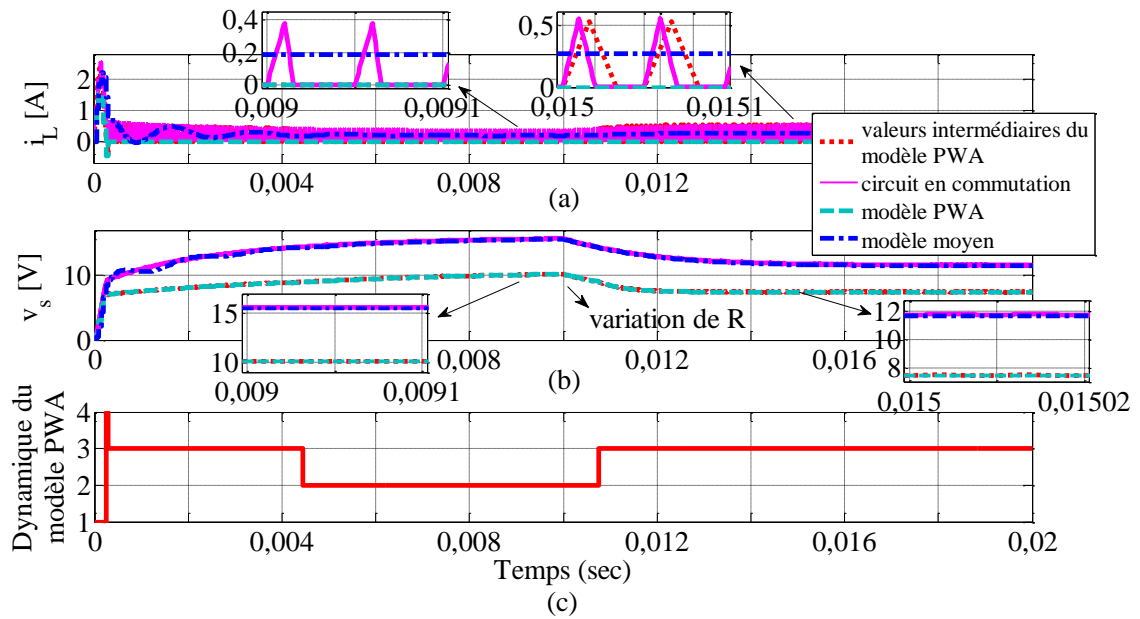 (a)
i_L [A]
2
1
0
0,4
0,2
0
0,009
0,0091
0,5
0
0,015
0,0151
0
0,004
0,008
0,012
(a)
valeurs intermédiaires du
modèle PWA
circuit en commutation
modèle PWA
modèle moyen
v_s [V]
10
0
15
10
0,009
0,0091
variation de R
12
10
8
0,015
0,01502
0
0,004
0,008
0,012
0,016
(b)
Dynamique du
modèle PWA
4
3
2
1
0
0,004
0,008
0,012
0,016
0,02
Temps (sec)
(c)